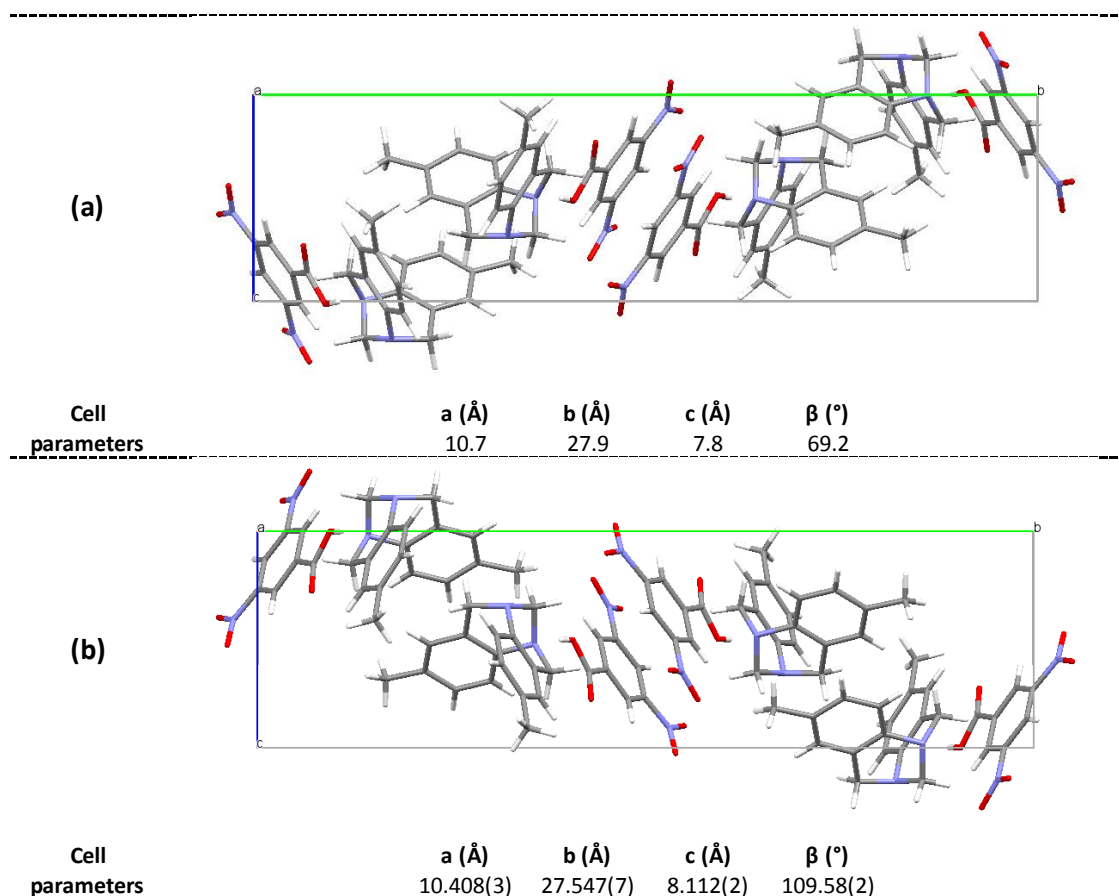 a
b
(a)
c
Cell a (Å) b (Å) c (Å) β (°)
parameters 10.7 27.9 7.8 69.2
a
b
(b)
c
Cell a (Å) b (Å) c (Å) β (°)
parameters 10.408(3) 27.547(7) 8.112(2) 109.58(2)